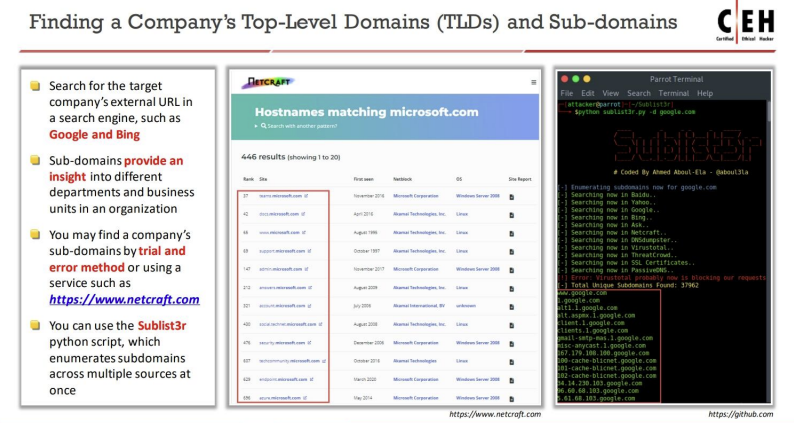 Finding a Company's Top-Level Domains (TLDs) and Sub-domains
CEH
Certified Ethical Hacker
Search for the target
company's external URL in
a search engine, such as
Google and Bing
Sub-domains provide an
insight into different
departments and business
units in an organization
You may find a company's
sub-domains by trial and
error method or using a
service such as
https://www.netcraft.com
You can use the Sublist3r
python script, which
enumerates subdomains
across multiple sources at
once
NETCRAFT
Hostnames matching microsoft.com
Search with another pattern?
446 results (showing 1 to 20)
Rank Site First seen Netblock OS Site Report
37 teams.microsoft.com November 2016 Microsoft Corporation Windows Server 2008
42 docs.microsoft.com April 2016 Akamai Technologies, Inc. Linux
66 www.microsoft.com August 1995 Akamai Technologies, Inc. Linux
69 support.microsoft.com October 1997 Akamai Technologies, Inc. Linux
147 admin.microsoft.com November 2017 Microsoft Corporation Windows Server 2008
212 answers.microsoft.com August 2009 Akamai Technologies, Inc. Linux
321 account.microsoft.com July 2008 Akamai International, BV unknown
social.technet.microsoft.com August 2008 Akamai Technologies, Inc. Linux
security.microsoft.com December 2008 Microsoft Corporation Windows Server 2008
techcommunity.microsoft.com October 2016 Akamai Technologies Linux
endpoint.microsoft.com March 2020 Microsoft Corporation Windows Server 2008
azure.microsoft.com May 2014 Microsoft Corporation Windows Server 2008
https://www.netcraft.com
Parrot Terminal
File Edit View Search Terminal Help
[attacker@parrot]-[~/Sublist3r]
$python sublist3r.py -d google.com
Sublist3r
# Coded By Ahmed Aboul-Ela - @aboul3la
[-] Enumerating subdomains now for google.com
[-] Searching now in Baidu..
[-] Searching now in Yahoo..
[-] Searching now in Google..
[-] Searching now in Bing..
[-] Searching now in Ask..
[-] Searching now in Netcraft..
[-] Searching now in DNSdumpster..
[-] Searching now in Virustotal..
[-] Searching now in ThreatCrowd..
[-] Searching now in SSL Certificates..
[-] Searching now in PassiveDNS..
[!] Error: Virustotal probably now is blocking our requests
[-] Total Unique Subdomains Found: 37962
www.google.com
1.google.com
alt1.1.google.com
alt.aspmx.1.google.com
client.1.google.com
clients.1.google.com
gmail-smtp-mas.1.google.com
misc-anycast.1.google.com
167.179.108.100.google.com
100-cache-blicnet.google.com
101-cache-blicnet.google.com
102-cache-blicnet.google.com
34.14.230.103.google.com
96.66.68.103.google.com
5.61.68.103.google.com
https://github.com